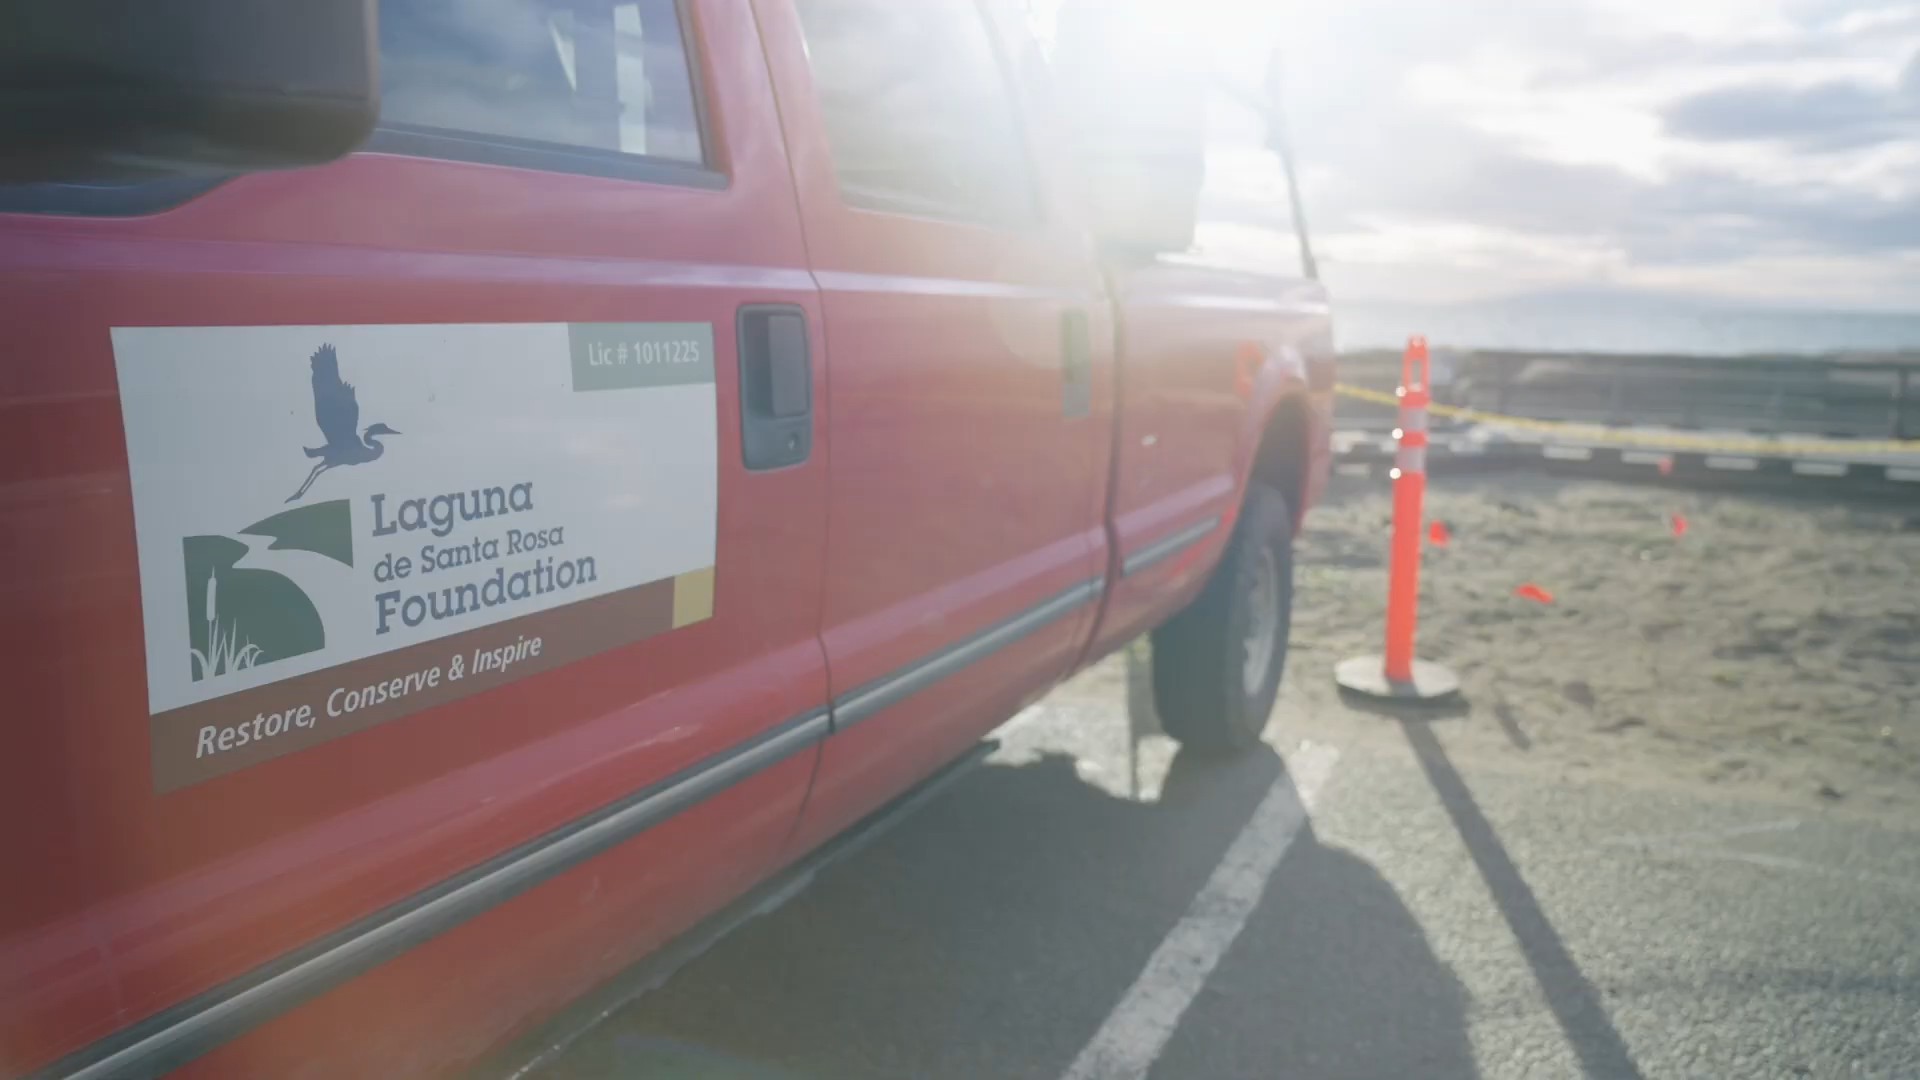 Lic # 1011225
Laguna
de Santa Rosa
Foundation
Restore, Conserve & Inspire